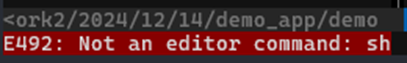 <ork2/2024/12/14/demo_app/demo
E492: Not an editor command: sh